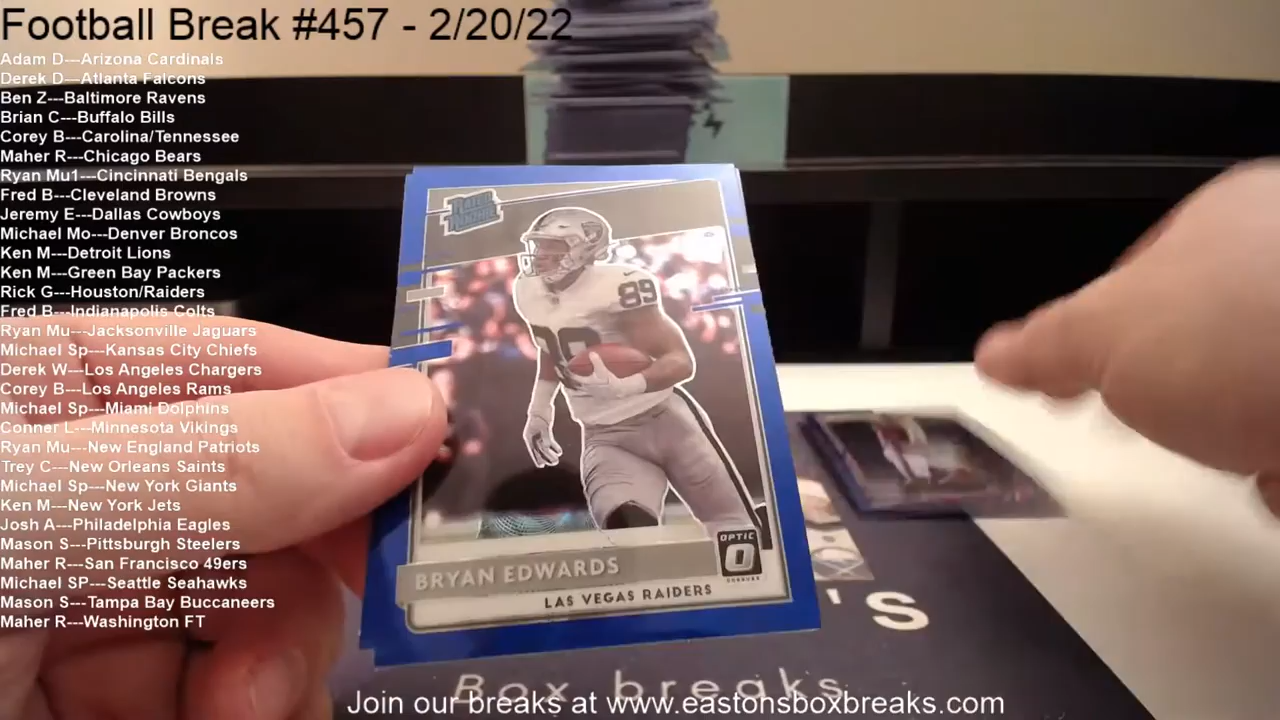 Football Break #457 - 2/20/22
Adam D---Arizona Cardinals
Derek D---Atlanta Falcons
Ben Z---Baltimore Ravens
Brian C---Buffalo Bills
Corey B---Carolina/Tennessee
Maher R---Chicago Bears
Ryan Mu1---Cincinnati Bengals
Fred B---Cleveland Browns
Jeremy E---Dallas Cowboys
Michael Mo---Denver Broncos
Ken M---Detroit Lions
Ken M---Green Bay Packers
Rick G---Houston/Raiders
Fred B---Indianapolis Colts
Ryan Mu---Jacksonville Jaguars
Michael Sp---Kansas City Chiefs
Derek W---Los Angeles Chargers
Corey B---Los Angeles Rams
Michael Sp---Miami Dolphins
Conner L---Minnesota Vikings
Ryan Mu---New England Patriots
Trey C---New Orleans Saints
Michael Sp---New York Giants
Ken M---New York Jets
Josh A---Philadelphia Eagles
Mason S---Pittsburgh Steelers
Maher R---San Francisco 49ers
Michael SP---Seattle Seahawks
Mason S---Tampa Bay Buccaneers
Maher R---Washington FT
RATED
ROOKIE
89
89
OPTIC
DONRUSS
BRYAN EDWARDS
LAS VEGAS RAIDERS
'S
Box breaks
Join our breaks at www.eastonsboxbreaks.com